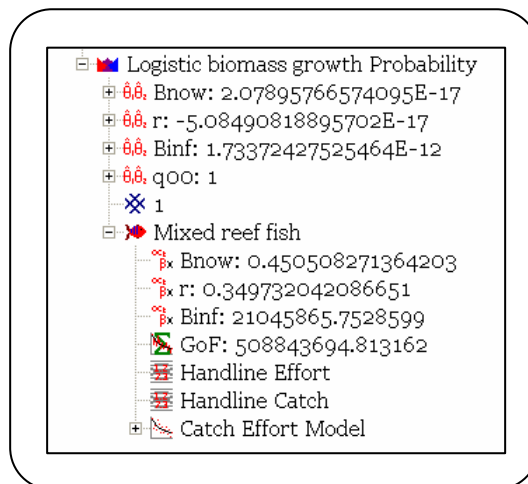 Logistic biomass growth Probability
Bnow: 2.07895766574095E-17
r: -5.08490818895702E-17
Binf: 1.73372427525464E-12
q00: 1
1
Mixed reef fish
Bnow: 0.450508271364203
r: 0.349732042086651
Binf: 21045865.7528599
GoF: 508843694.813162
Handline Effort
Handline Catch
Catch Effort Model